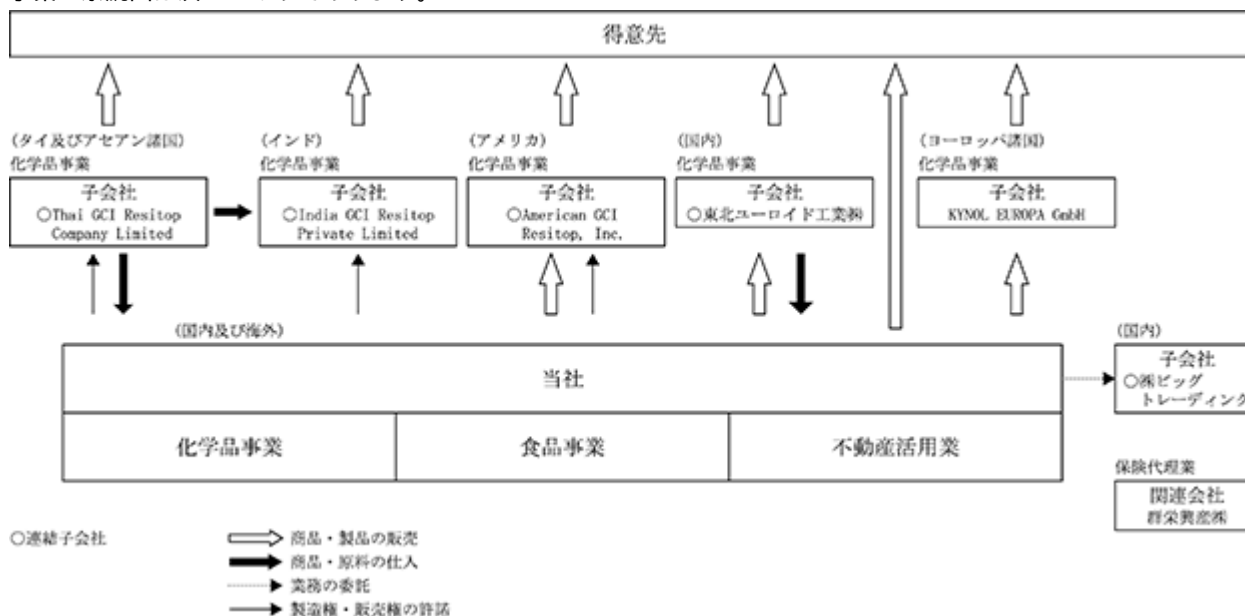 得意先
(タイ及びアセアン諸国)
化学品事業
子会社
○Thai GCI Resitop
Company Limited
(インド)
化学品事業
子会社
○India GCI Resitop
Private Limited
(アメリカ)
化学品事業
子会社
○American GCI
Resitop, Inc.
(国内)
化学品事業
子会社
○東北ユーロイド工業㈱
(ヨーロッパ諸国)
化学品事業
子会社
KYNOL EUROPA GmbH
(国内及び海外)
当社
化学品事業
食品事業
不動産活用業
(国内)
子会社
○㈱ビッグ
トレーディング
保険代理業
関連会社
群栄興産㈱
○連結子会社
商品・製品の販売
商品・原料の仕入
業務の委託
製造権・販売権の許諾